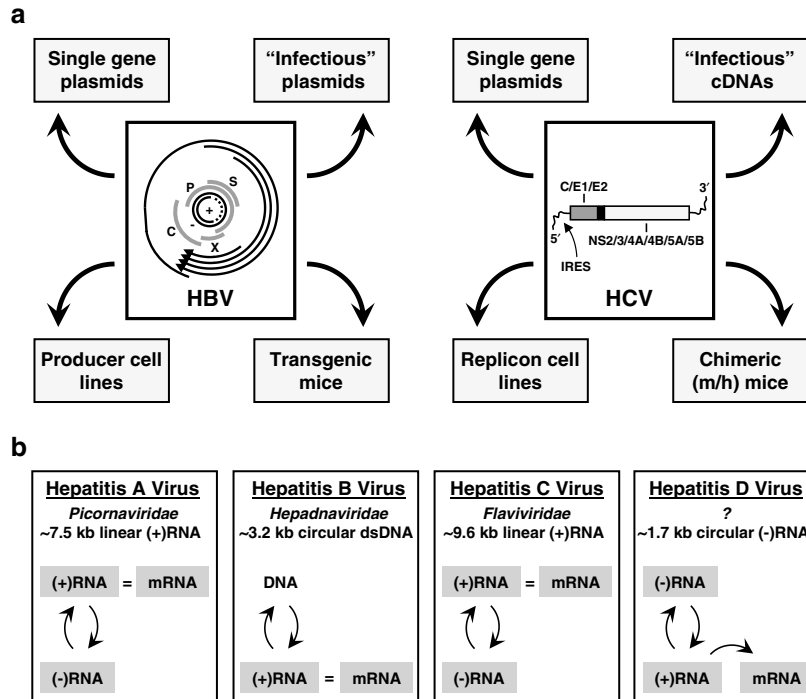 a
Single gene
plasmids
“Infectious”
plasmids
P
S
+
-
C
X
HBV
Producer cell
lines
Transgenic
mice
Single gene
plasmids
“Infectious”
cDNAs
C/E1/E2
3′
5′
NS2/3/4A/4B/5A/5B
IRES
HCV
Replicon cell
lines
Chimeric
(m/h) mice
b
Hepatitis A Virus
Picornaviridae
~7.5 kb linear (+)RNA
(+)RNA = mRNA
(-)RNA
Hepatitis B Virus
Hepadnaviridae
~3.2 kb circular dsDNA
DNA
(+)RNA = mRNA
Hepatitis C Virus
Flaviviridae
~9.6 kb linear (+)RNA
(+)RNA = mRNA
(-)RNA
Hepatitis D Virus
?
~1.7 kb circular (-)RNA
(-)RNA
(+)RNA mRNA